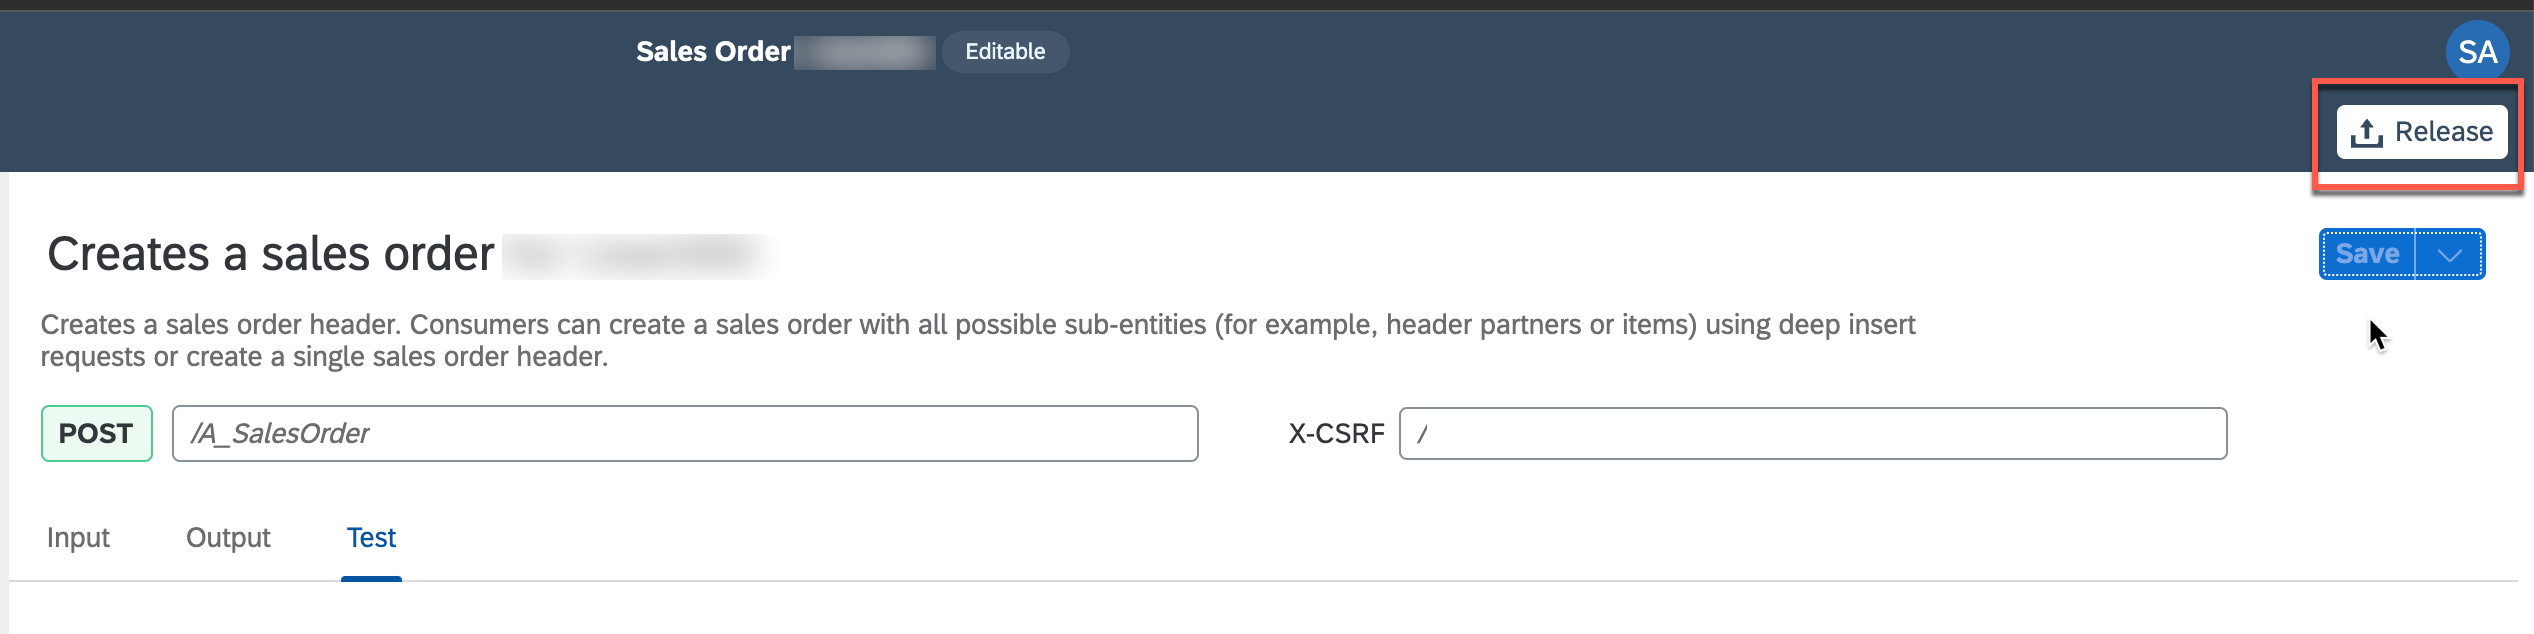 Sales Order
Editable
SA
Release
Creates a sales order
Save
Creates a sales order header. Consumers can create a sales order with all possible sub-entities (for example, header partners or items) using deep insert
requests or create a single sales order header.
POST
/A_SalesOrder
X-CSRF
/
Input
Output
Test